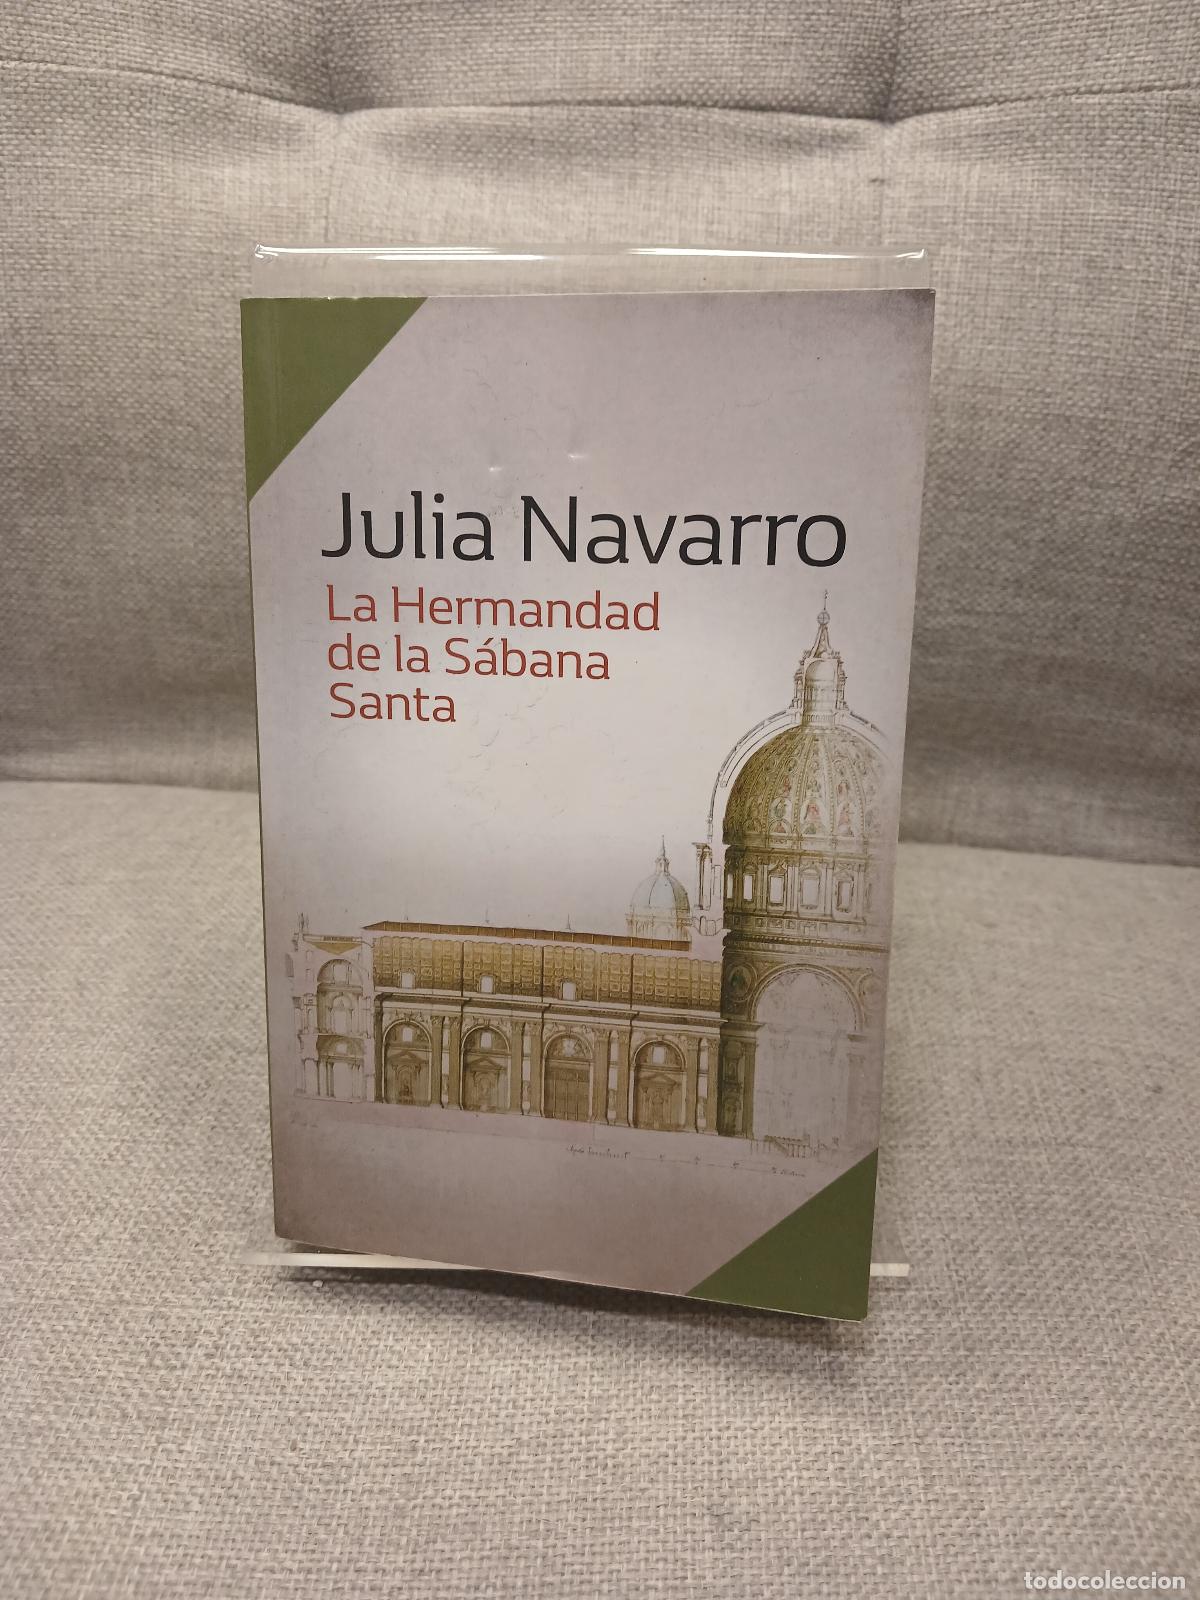 Julia Navarro
La Hermandad
de la Sábana
Santa
todocoleccion